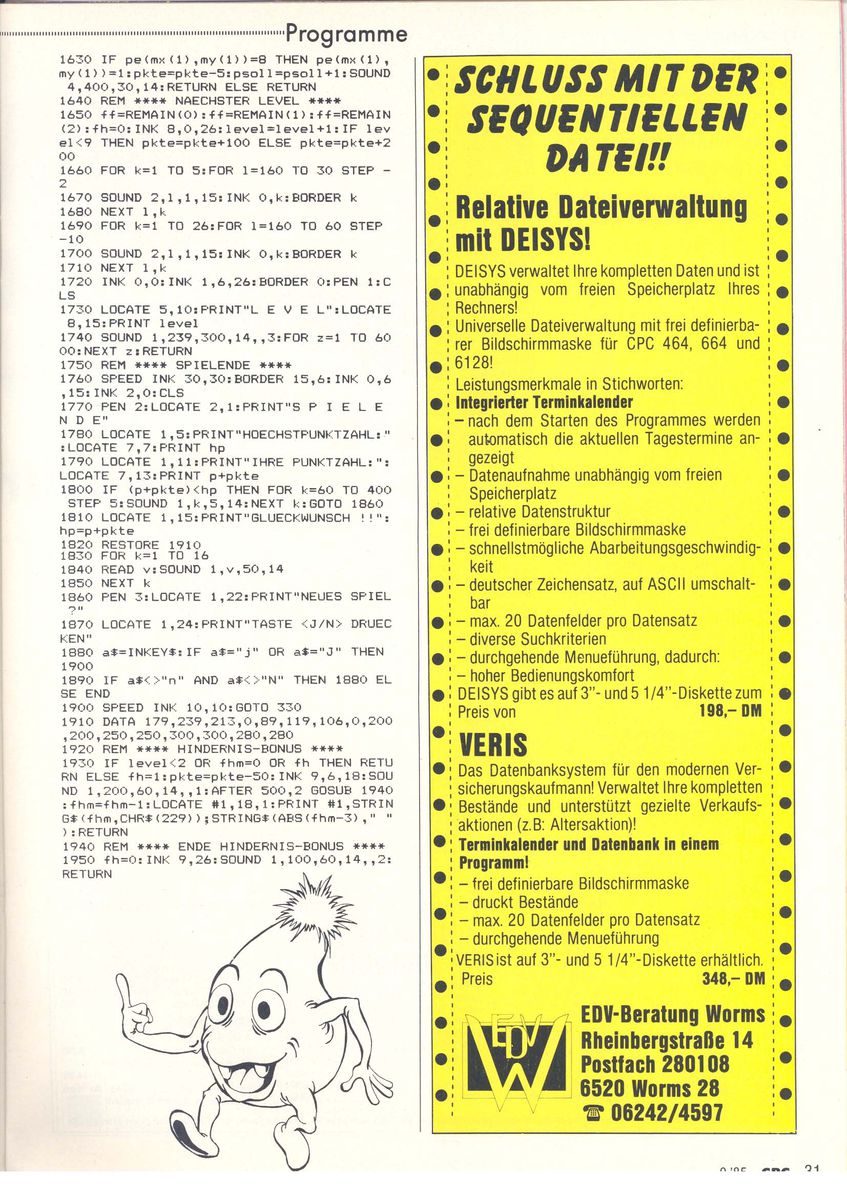 Programme
1630 IF pe(mx(1),my(1))=8 THEN pe(mx(1),
my(1))=1:pkte=pkte-5:psoll=psoll+1:SOUND
4,400,30,14:RETURN ELSE RETURN
1640 REM **** NAECHSTER LEVEL ****
1650 ff=REMAIN(0):ff=REMAIN(1):ff=REMAIN
(2):fh=0:INK 8,0,26:level=level+1:IF lev
el<9 THEN pkte=pkte+100 ELSE pkte=pkte+2
00
1660 FOR k=1 TO 5:FOR l=160 TO 30 STEP -
2
1670 SOUND 2,l,1,15:INK 0,k:BORDER k
1680 NEXT l,k
1690 FOR k=1 TO 26:FOR l=160 TO 60 STEP
-10
1700 SOUND 2,l,1,15:INK 0,k:BORDER k
1710 NEXT l,k
1720 INK 0,0:INK 1,6,26:BORDER 0:PEN 1:C
LS
1730 LOCATE 5,10:PRINT"L E V E L":LOCATE
8,15:PRINT level
1740 SOUND 1,239,300,14,,3:FOR z=1 TO 60
00:NEXT z:RETURN
1750 REM **** SPIELENDE ****
1760 SPEED INK 30,30:BORDER 15,6:INK 0,6
,15:INK 2,0:CLS
1770 PEN 2:LOCATE 2,1:PRINT"S P I E L E
N D E"
1780 LOCATE 1,5:PRINT"HOECHSTPUNKTZAHL:"
:LOCATE 7,7:PRINT hp
1790 LOCATE 1,11:PRINT"IHRE PUNKTZAHL:":
LOCATE 7,13:PRINT p+pkte
1800 IF (p+pkte)<hp THEN FOR k=60 TO 400
STEP 5:SOUND 1,k,5,14:NEXT k:GOTO 1860
1810 LOCATE 1,15:PRINT"GLUECKWUNSCH !!":
hp=p+pkte
1820 RESTORE 1910
1830 FOR k=1 TO 16
1840 READ v:SOUND 1,v,50,14
1850 NEXT k
1860 PEN 3:LOCATE 1,22:PRINT"NEUES SPIEL
?"
1870 LOCATE 1,24:PRINT"TASTE <J/N> DRUEC
KEN"
1880 a$=INKEY$:IF a$="j" OR a$="J" THEN
1900
1890 IF a$<>"n" AND a$<>"N" THEN 1880 EL
SE END
1900 SPEED INK 10,10:GOTO 330
1910 DATA 179,239,213,0,89,119,106,0,200
,200,250,250,300,300,280,280
1920 REM **** HINDERNIS-BONUS ****
1930 IF level<2 OR fhm=0 OR fh THEN RETU
RN ELSE fh=1:pkte=pkte-50:INK 9,6,18:SOU
ND 1,200,60,14,,1:AFTER 500,2 GOSUB 1940
:fhm=fhm-1:LOCATE #1,18,1:PRINT #1,STRIN
G$(fhm,CHR$(229));STRING$(ABS(fhm-3)," "
):RETURN
1940 REM **** ENDE HINDERNIS-BONUS ****
1950 fh=0:INK 9,26:SOUND 1,100,60,14,,2:
RETURN
SCHLUSS MIT DER
SEQUENTIELLEN
DATEI!!
Relative Dateiverwaltung
mit DEISYS!
DEISYS verwaltet Ihre kompletten Daten und ist
unabhängig vom freien Speicherplatz Ihres
Rechners!
Universelle Dateiverwaltung mit frei definierba-
rer Bildschirmmaske für CPC 464, 664 und
6128!
Leistungsmerkmale in Stichworten:
Integrierter Terminkalender
– nach dem Starten des Programmes werden
automatisch die aktuellen Tagestermine an-
gezeigt
– Datenaufnahme unabhängig vom freien
Speicherplatz
– relative Datenstruktur
– frei definierbare Bildschirmmaske
– schnellstmögliche Abarbeitungsgeschwindig-
keit
– deutscher Zeichensatz, auf ASCII umschalt-
bar
– max. 20 Datenfelder pro Datensatz
– diverse Suchkriterien
– durchgehende Menueführung, dadurch:
– hoher Bedienungskomfort
DEISYS gibt es auf 3"- und 5 1/4"-Diskette zum
Preis von 198,– DM
VERIS
Das Datenbanksystem für den modernen Ver-
sicherungskaufmann! Verwaltet Ihre kompletten
Bestände und unterstützt gezielte Verkaufs-
aktionen (z.B: Altersaktion)!
Terminkalender und Datenbank in einem
Programm!
– frei definierbare Bildschirmmaske
– druckt Bestände
– max. 20 Datenfelder pro Datensatz
– durchgehende Menueführung
VERIS ist auf 3"- und 5 1/4"-Diskette erhältlich.
Preis 348,– DM
EDV
W
EDV-Beratung Worms
Rheinbergstraße 14
Postfach 280108
6520 Worms 28
☎ 06242/4597